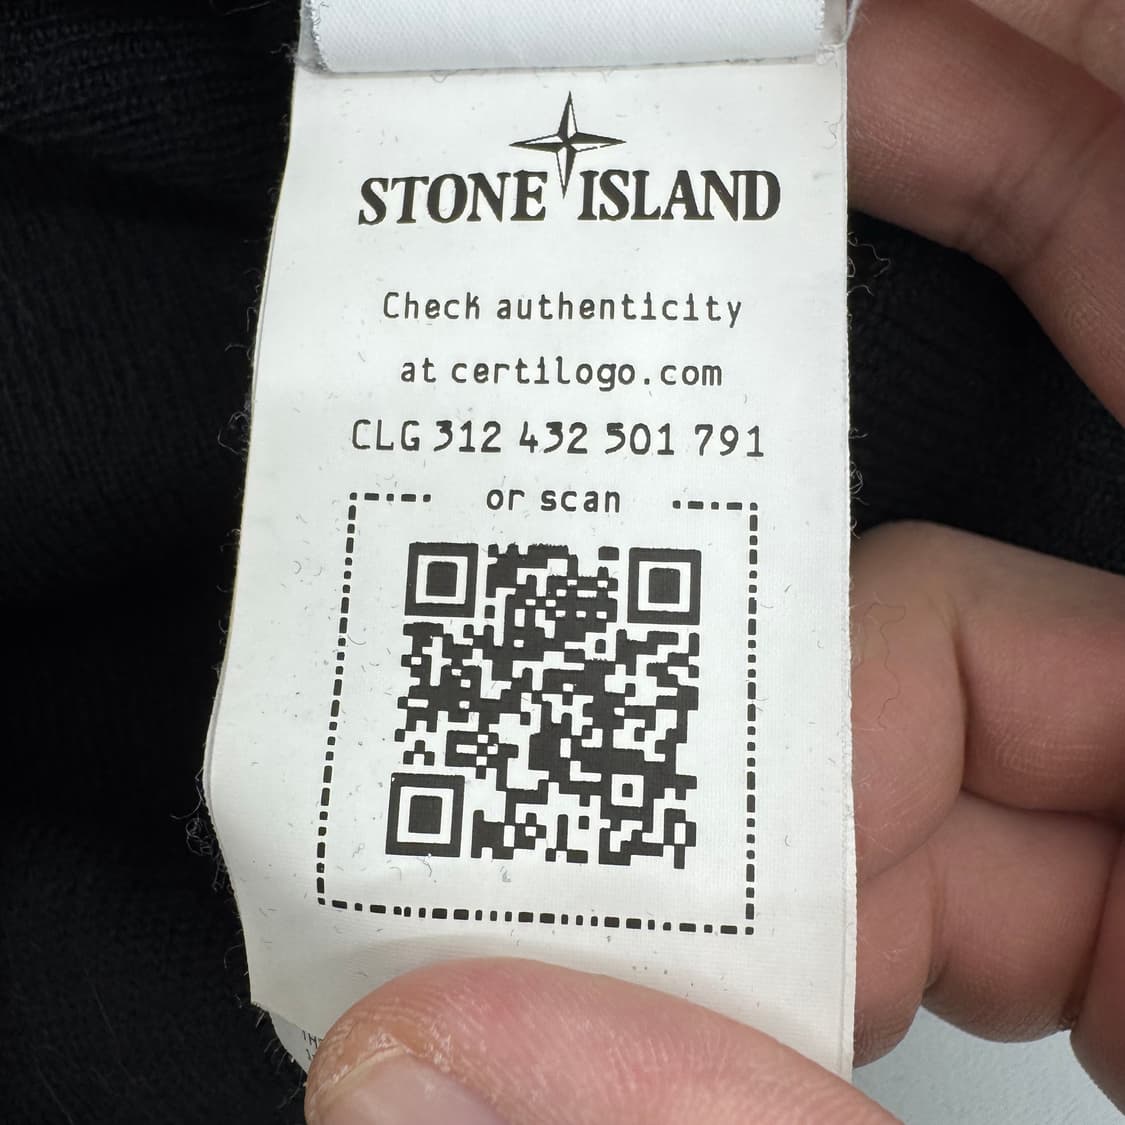 STONE ISLAND
Check authenticity
at certilogo.com
CLG 312 432 501 791
or scan